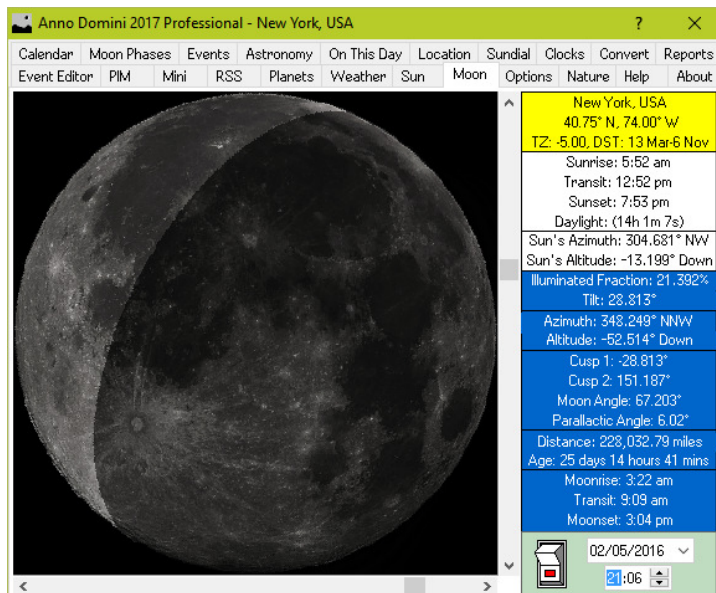 Anno Domini 2017 Professional - New York, USA
Calendar Moon Phases Events Astronomy On This Day Location Sundial Clocks Convert Reports
Event Editor PIM Mini RSS Planets Weather Sun Moon Options Nature Help About
New York, USA
40.75° N, 74.00° W
TZ: -5.00, DST: 13 Mar-6 Nov
Sunrise: 5:52 am
Transit: 12:52 pm
Sunset: 7:53 pm
Daylight: (14h 1m 7s)
Sun's Azimuth: 304.681° NW
Sun's Altitude: -13.199° Down
Illuminated Fraction: 21.392%
Tilt: 28.813°
Azimuth: 348.249° NNW
Altitude: -52.514° Down
Cusp 1: -28.813°
Cusp 2: 151.187°
Moon Angle: 67.203°
Parallactic Angle: 6.02°
Distance: 228,032.79 miles
Age: 25 days 14 hours 41 mins
Moonrise: 3:22 am
Transit: 9:09 am
Moonset: 3:04 pm
02/05/2016
21:06